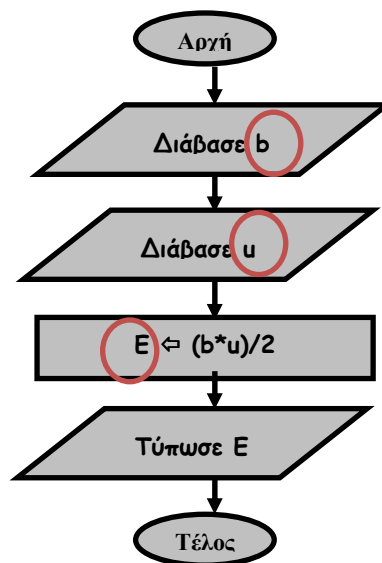 Αρχή
Διάβασε b
Διάβασε u
E ⇦ (b*u)/2
Τύπωσε E
Τέλος